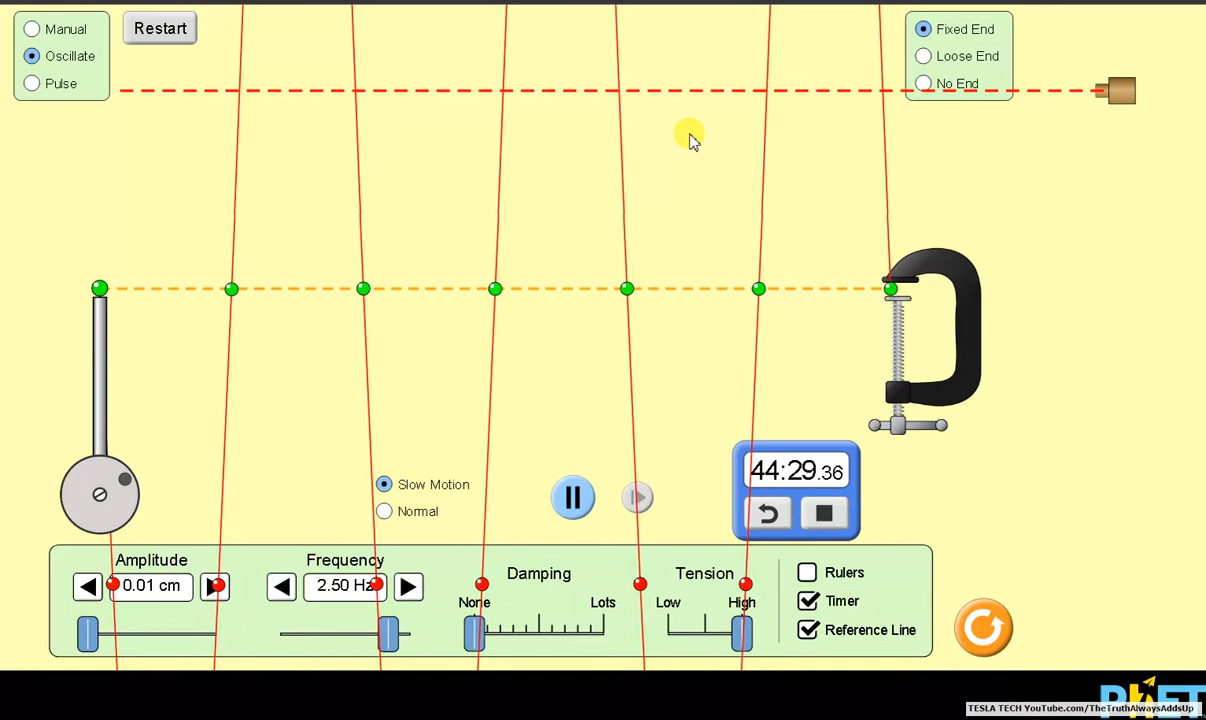 Manual
Oscillate
Pulse
Restart
Fixed End
Loose End
No End
44:29.36
Slow Motion
Normal
Amplitude
0.01 cm
Frequency
2.50 Hz
Damping
None
Lots
Tension
Low
High
Rulers
Timer
Reference Line
PhET
TESLA TECH YouTube.com/TheTruthAlwaysAddsUp